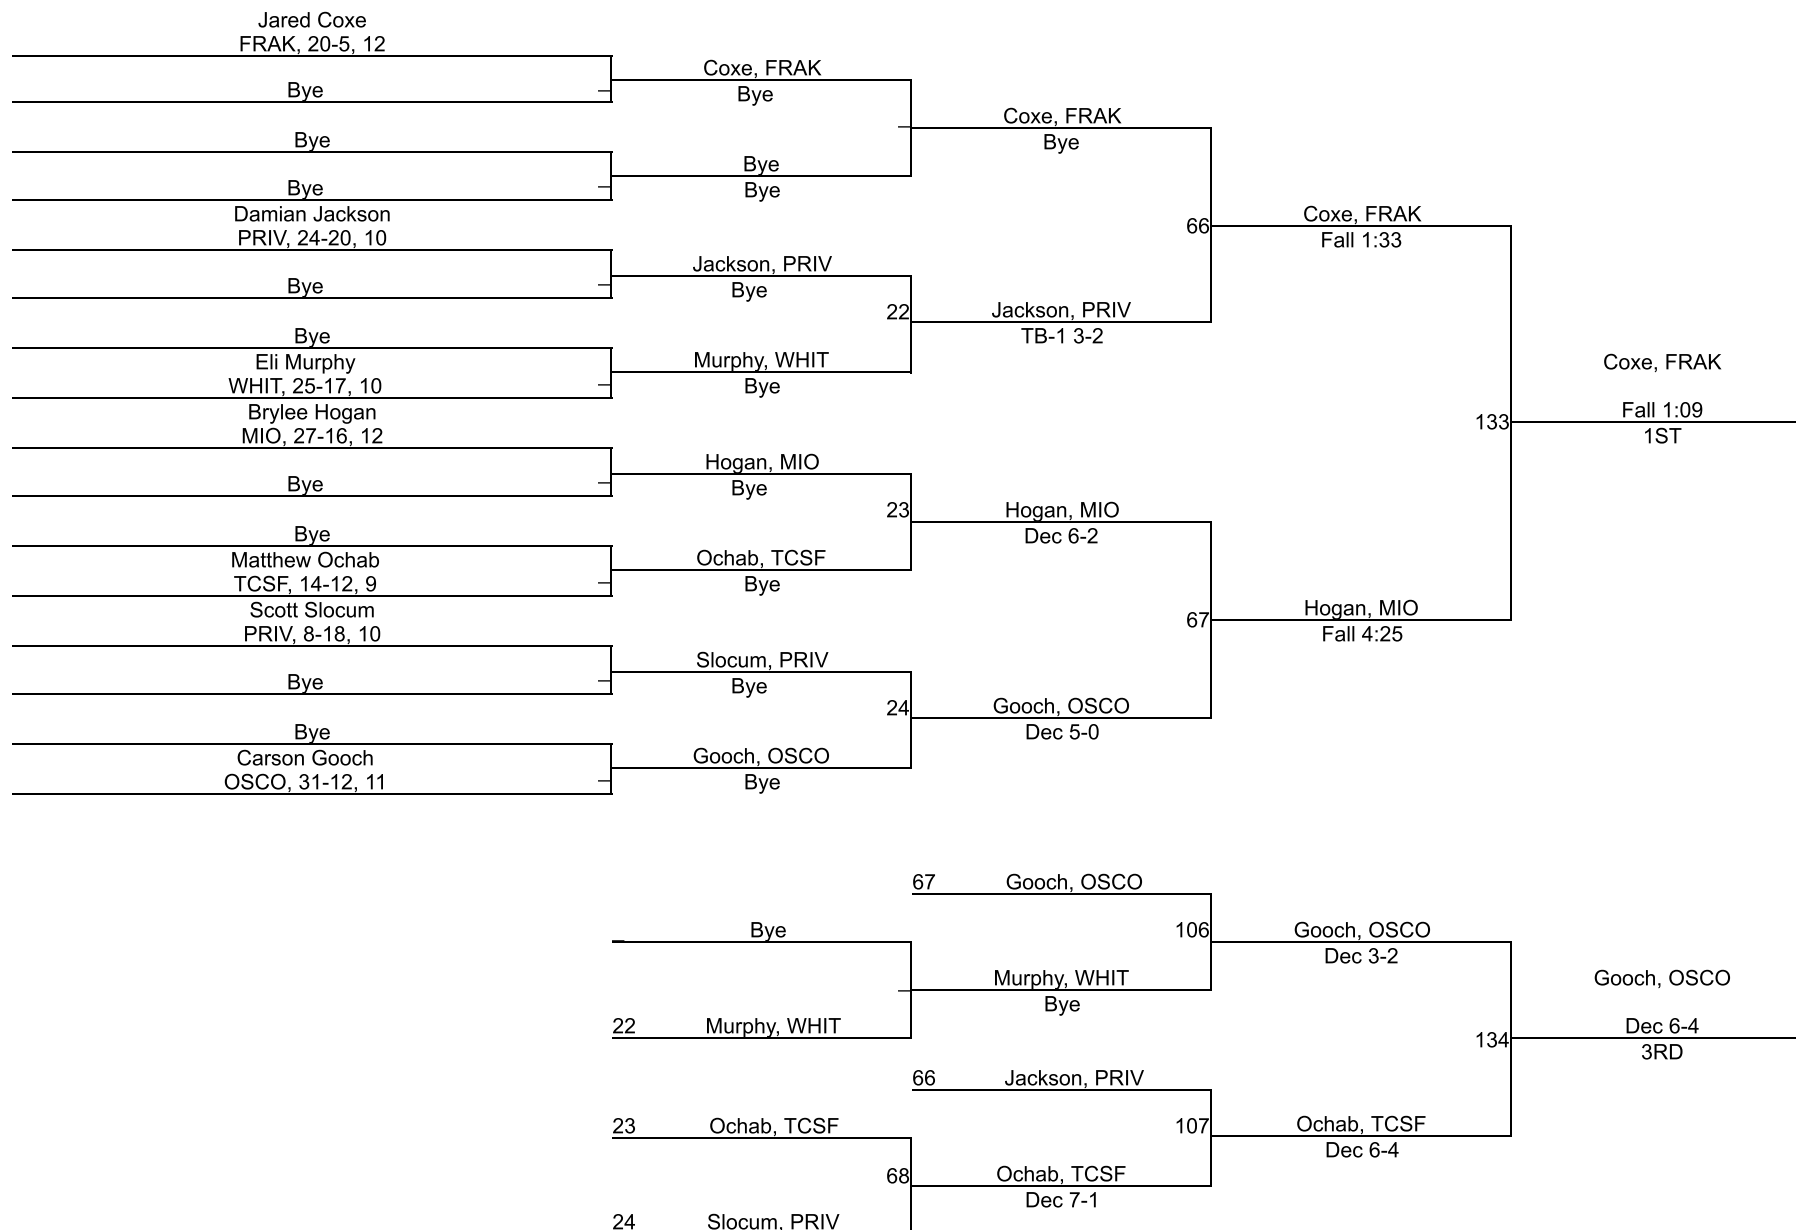 Jared Coxe
FRAK, 20-5, 12
Bye
Bye
Bye
Damian Jackson
PRIV, 24-20, 10
Bye
Bye
Eli Murphy
WHIT, 25-17, 10
Brylee Hogan
MIO, 27-16, 12
Bye
Bye
Matthew Ochab
TCSF, 14-12, 9
Scott Slocum
PRIV, 8-18, 10
Bye
Bye
Carson Gooch
OSCO, 31-12, 11
Coxe, FRAK
Bye
Bye
Bye
Jackson, PRIV
Bye
22
Murphy, WHIT
Bye
Hogan, MIO
Bye
23
Ochab, TCSF
Bye
Slocum, PRIV
Bye
24
Gooch, OSCO
Bye
Coxe, FRAK
Bye
66
Jackson, PRIV
TB-1 3-2
Hogan, MIO
Dec 6-2
67
Gooch, OSCO
Dec 5-0
Coxe, FRAK
Fall 1:33
133
Hogan, MIO
Fall 4:25
Coxe, FRAK
Fall 1:09
1ST
67 Gooch, OSCO
Bye
106
Murphy, WHIT
Bye
22 Murphy, WHIT
Gooch, OSCO
Dec 3-2
66 Jackson, PRIV
23 Ochab, TCSF
107
68
Ochab, TCSF
Dec 7-1
24 Slocum, PRIV
Ochab, TCSF
Dec 6-4
134
Gooch, OSCO
Dec 6-4
3RD